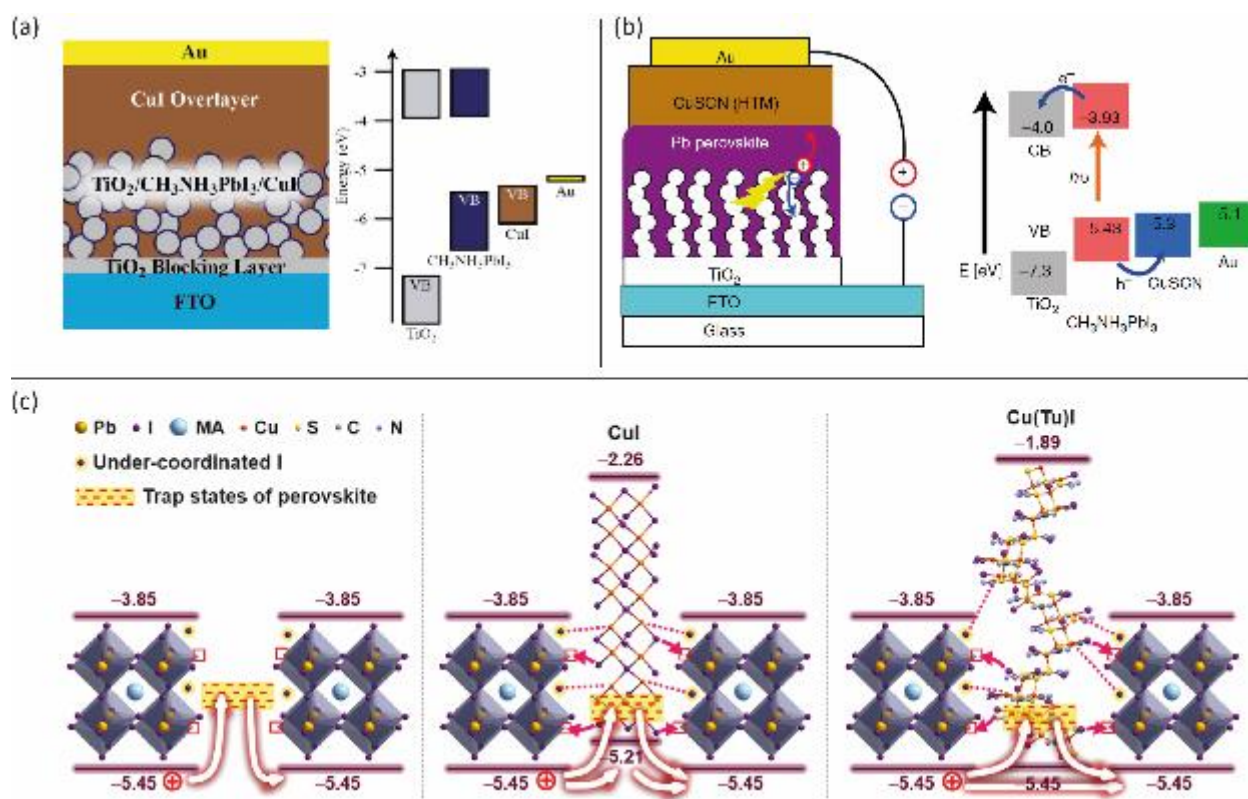 (a)
Au
CuI Overlayer
TiO₂/CH₃NH₃PbI₃/CuI
TiO₂ Blocking Layer
FTO
Energy (eV)
-3
-4
-5
-6
-7
VB
VB
VB
CH₃NH₃PbI₃
CuI
Au
TiO₂
(b)
Au
CuSCN (HTM)
Pb perovskite
TiO₂
FTO
Glass
+
−
E [eV]
e⁻
−4.0
−3.93
CB
hυ
VB
−5.43
−5.3
−5.1
−7.3
h⁺
CuSCN
Au
TiO₂
CH₃NH₃PbI₃
(c)
Pb I MA Cu S C N
Under-coordinated I
Trap states of perovskite
−3.85 −3.85
−5.45 −5.45
CuI
−2.26
−3.85 −3.85
−5.21
−5.45 −5.45
Cu(Tu)I
−1.89
−3.85 −3.85
−5.45 −5.45 −5.45